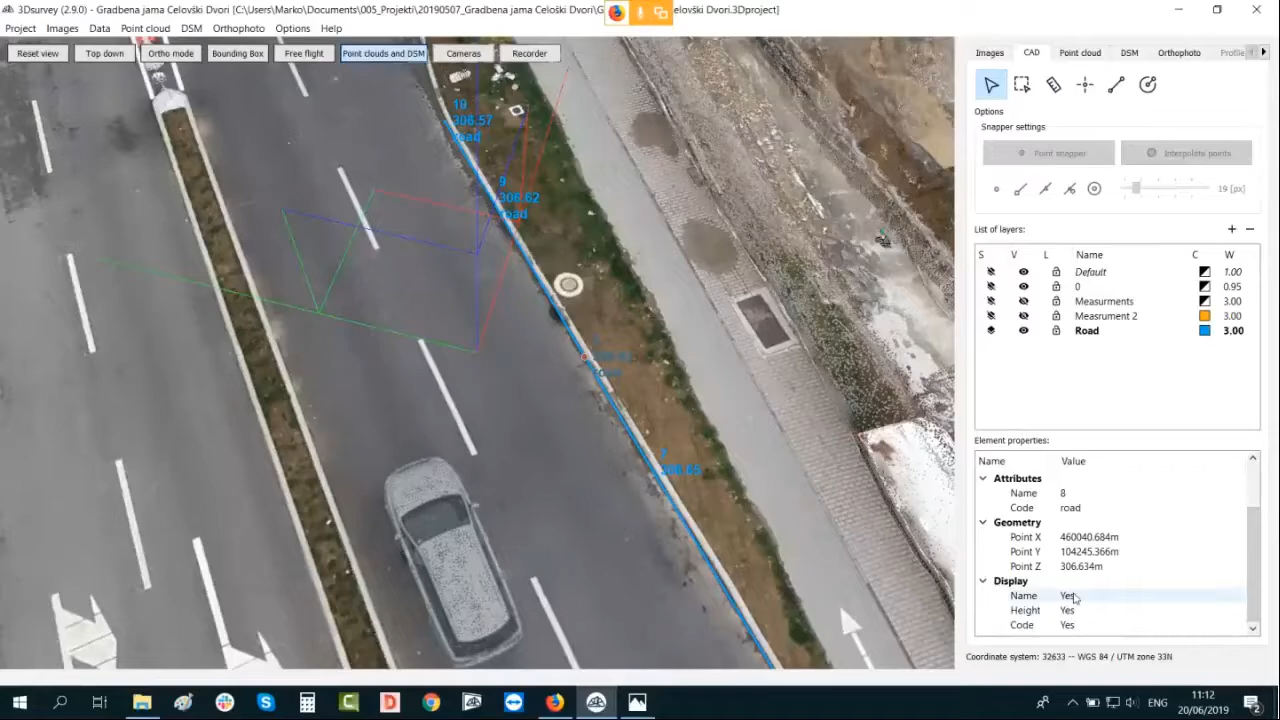 3Dsurvey (2.9.0) - Gradbena jama Celovški Dvori [C:\Users\Marko\Documents\005_Projekti\20190507_Gradbena jama Celoški Dvori\G
elovški Dvori.3Dproject]
Project Images Data Point cloud DSM Orthophoto Options Help
Reset view Top down Ortho mode Bounding Box Free flight Point clouds and DSM Cameras Recorder
Images CAD Point cloud DSM Orthophoto Profile
Options
Snapper settings
Point snapper Interpolate points
19 [px]
List of layers:
S V L Name C W
Default 1.00
0 0.95
Measurments 3.00
Measrument 2 3.00
Road 3.00
Element properties:
Name Value
Attributes
Name 8
Code road
Geometry
Point X 460040.684m
Point Y 104245.366m
Point Z 306.634m
Display
Name Yes
Height Yes
Code Yes
Coordinate system: 32633 -- WGS 84 / UTM zone 33N
10
306.57
road
9
306.62
road
7
306.65
ENG
11:12
20/06/2019
2